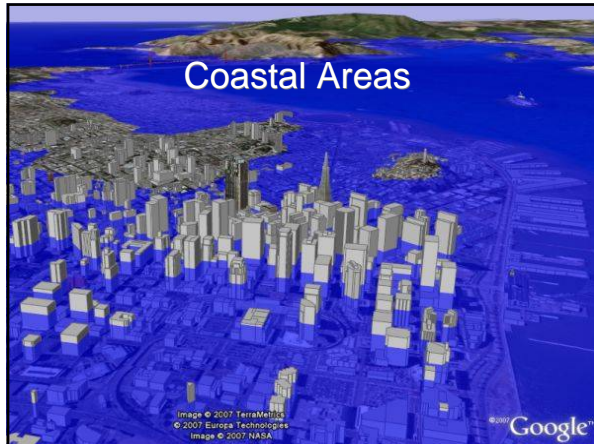 Coastal Areas
Image © 2007 TerraMetrics
© 2007 Europa Technologies
Image © 2007 NASA
©2007 Google™